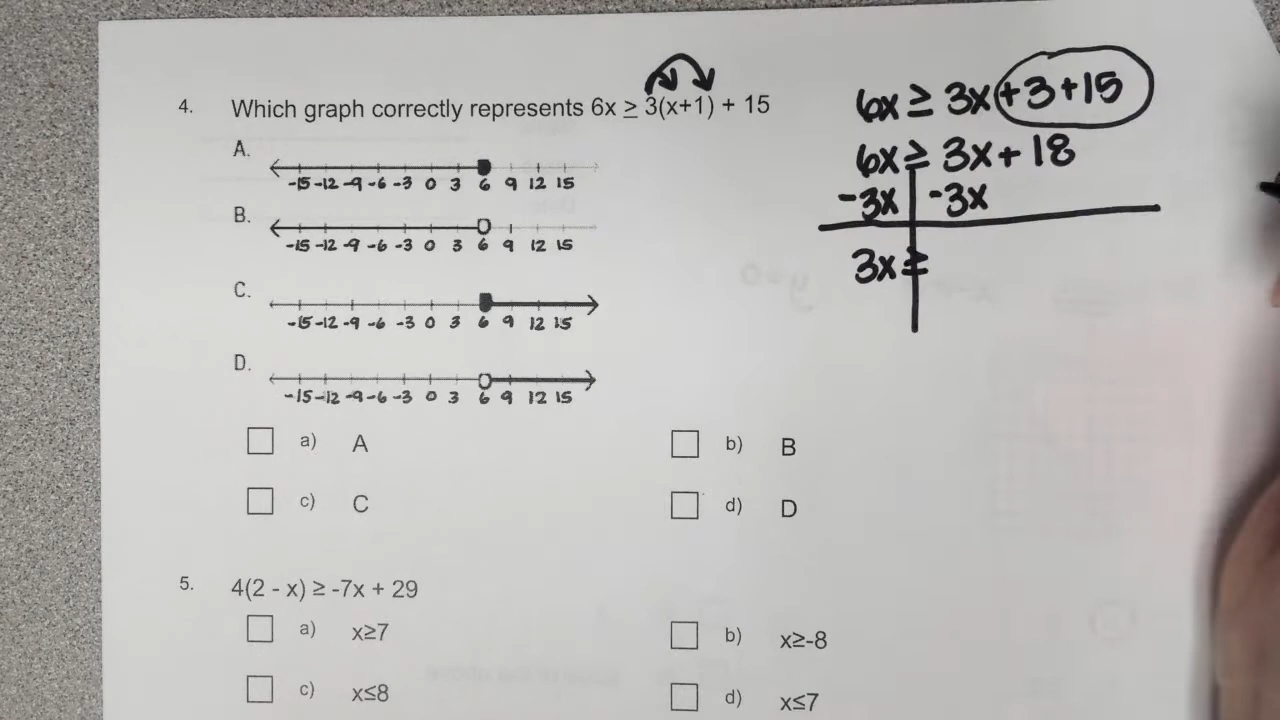 4. Which graph correctly represents 6x ≥ 3(x+1) + 15
A.
-15 -12 -9 -6 -3 0 3 6 9 12 15
B.
-15 -12 -9 -6 -3 0 3 6 9 12 15
C.
-15 -12 -9 -6 -3 0 3 6 9 12 15
D.
-15 -12 -9 -6 -3 0 3 6 9 12 15
a) A
b) B
c) C
d) D
5. 4(2 - x) ≥ -7x + 29
a) x≥7
b) x≥-8
c) x≤8
d) x≤7
6x ≥ 3x +3 +15
6x ≥ 3x + 18
-3x -3x
3x ≥